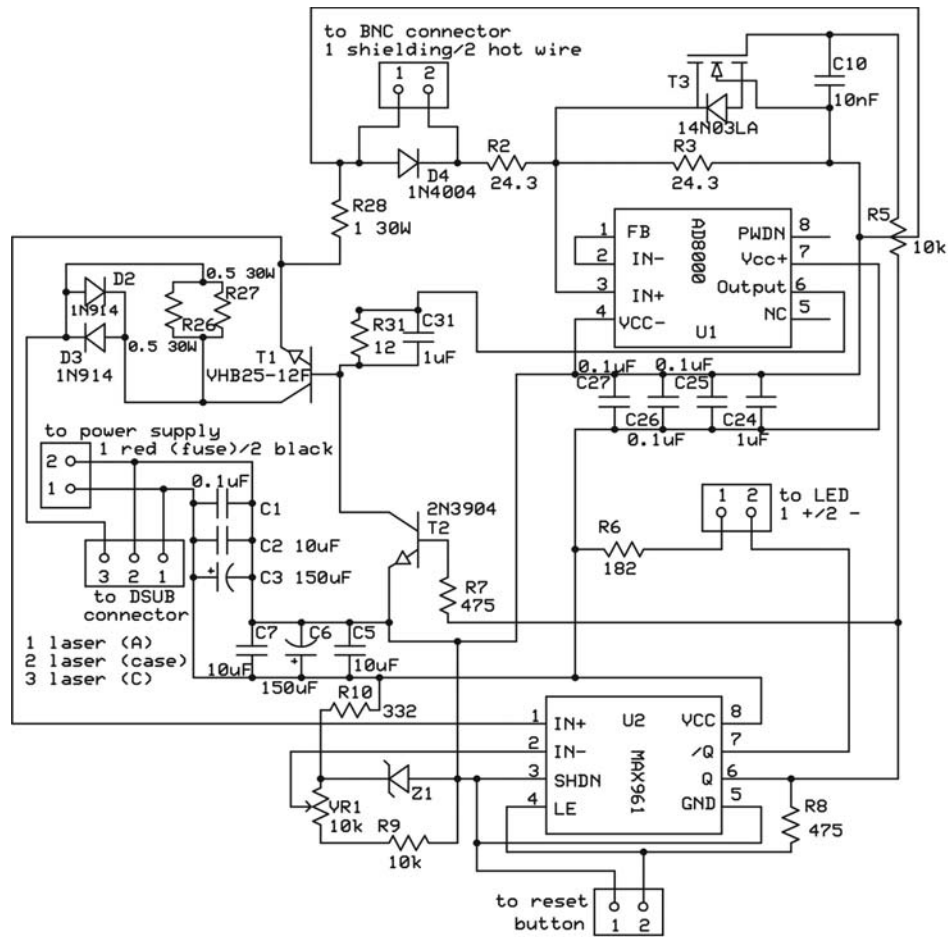 to BNC connector
1 shielding/2 hot wire
1 2
D4
1N4004
R2
24.3
T3
14N03LA
C10
10nF
R3
24.3
R5
10k
R28
1 30W
1 FB
2 IN-
3 IN+
4 VCC-
AD8000
U1
PWDN 8
Vcc+ 7
Output 6
NC 5
D2
1N914
D3
1N914
0.5 30W
R27
R26
0.5 30W
T1
VHB25-12F
R31
12
C31
1uF
0.1uF
C27
0.1uF
C25
C26
0.1uF
C24
1uF
to power supply
1 red (fuse)/2 black
2
1
0.1uF
C1
C2 10uF
C3 150uF
3 2 1
to DSUB
connector
1 laser (A)
2 laser (case)
3 laser (C)
2N3904
T2
R7
475
1 2
to LED
1 +/2 -
R6
182
C7
10uF
C6
150uF
C5
10uF
R10
332
1 IN+
2 IN-
3 SHDN
4 LE
U2
MAX961
VCC 8
/Q 7
Q 6
GND 5
Z1
VR1
10k
R9
10k
R8
475
to reset
button
1 2